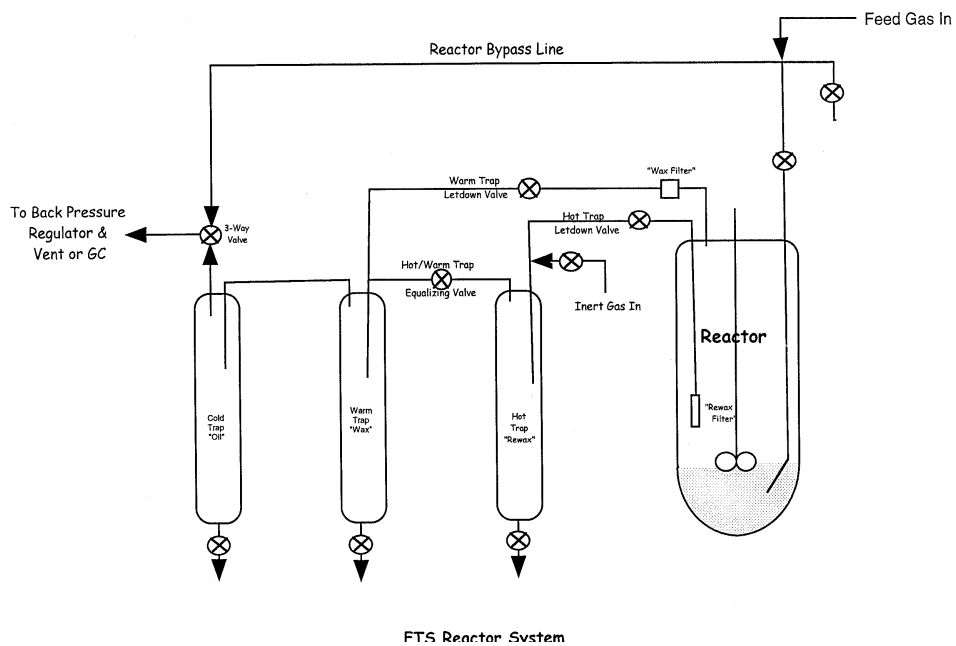 Feed Gas In
Reactor Bypass Line
"Wax Filter"
Warm Trap
Letdown Valve
To Back Pressure
Regulator &
Vent or GC
3-Way
Valve
Hot Trap
Letdown Valve
Hot/Warm Trap
Equalizing Valve
Inert Gas In
Reactor
Cold
Trap
"Oil"
Warm
Trap
"Wax"
Hot
Trap
"Rewax"
"Rewax
Filter"
FTS Reactor System